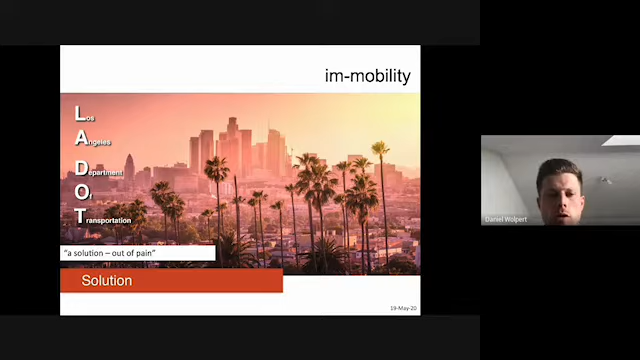 im-mobility
Los
Angeles
Department
Of
Transportation
"a solution – out of pain"
Solution
19-May-20
Daniel Wolpert